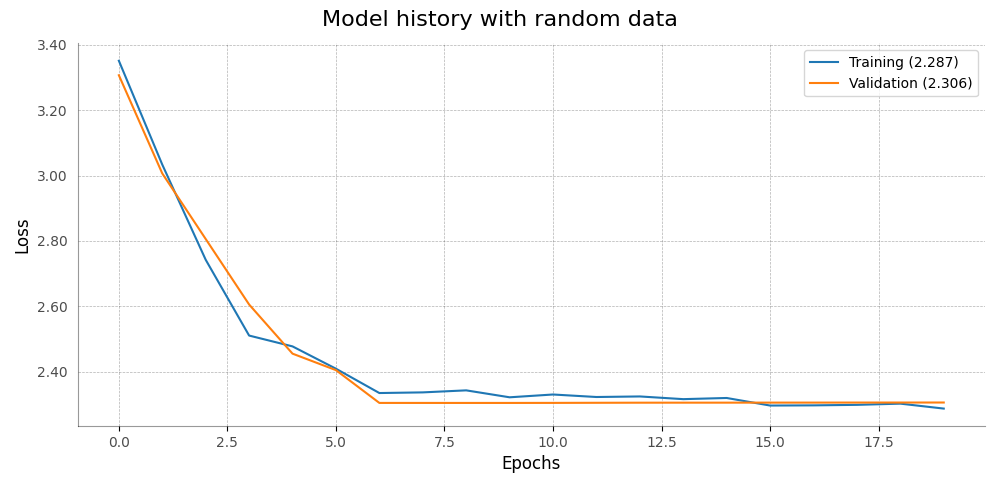 Model history with random data
3.40
3.20
3.00
2.80
2.60
2.40
Loss
Training (2.287)
Validation (2.306)
0.0 2.5 5.0 7.5 10.0 12.5 15.0 17.5
Epochs